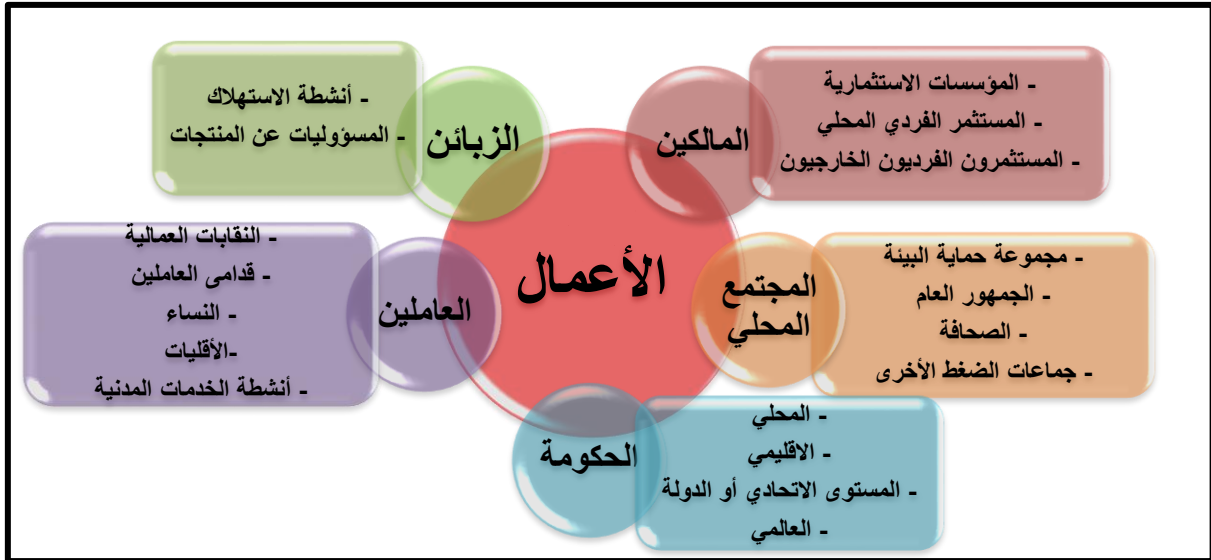 الأعمال
المالكين
- المؤسسات الاستثمارية
- المستثمر الفردي المحلي
- المستثمرون الفرديون الخارجيون
المجتمع
المحلي
- مجموعة حماية البيئة
- الجمهور العام
- الصحافة
- جماعات الضغط الأخرى
الحكومة
- المحلي
- الاقليمي
- المستوى الاتحادي أو الدولة
- العالمي
العاملين
- النقابات العمالية
- قدامى العاملين
- النساء
-الأقليات
- أنشطة الخدمات المدنية
الزبائن
- أنشطة الاستهلاك
- المسؤوليات عن المنتجات